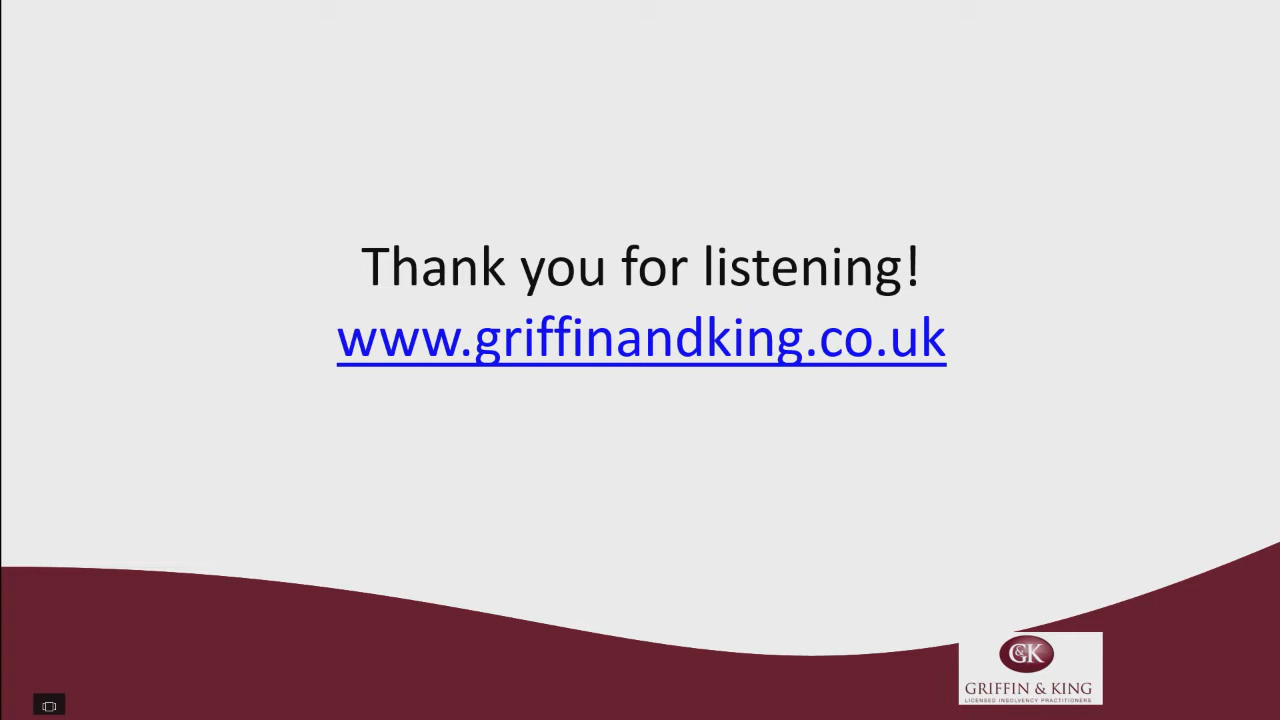 Thank you for listening!
www.griffinandking.co.uk
G&K
GRIFFIN & KING
LICENSED INSOLVENCY PRACTITIONERS